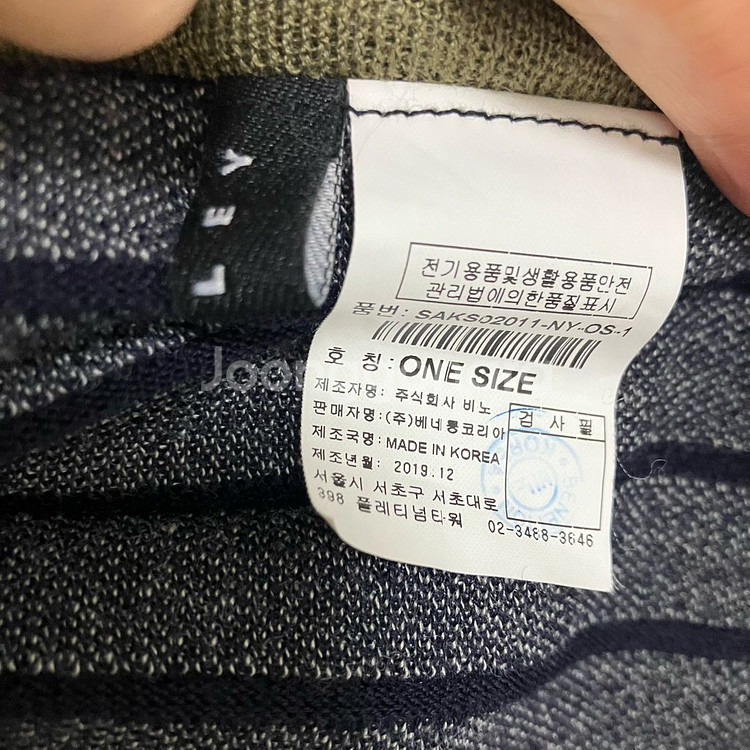 LEY
전기용품및생활용품안전
관리법에의한품질표시
품번: SAKS02011-NY-OS-1
호 칭: ONE SIZE
제조자명: 주식회사 비노
판매자명:(주)베네통코리아
검 사 필
제조국명: MADE IN KOREA
제조년월: 2019.12
서울시 서초구 서초대로
398 플래티넘타워 02-3488-3646